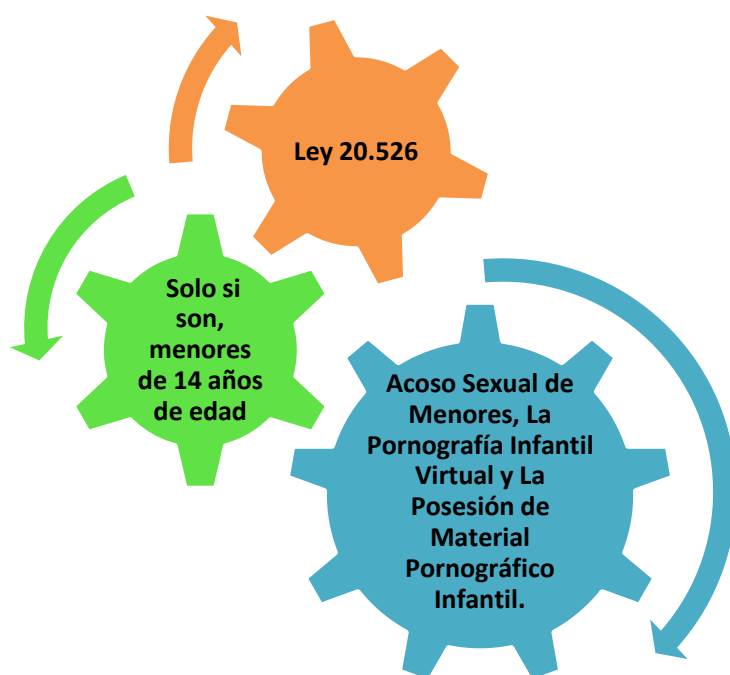 Ley 20.526
Solo si
son,
menores
de 14 años
de edad
Acoso Sexual de
Menores, La
Pornografía Infantil
Virtual y La
Posesión de
Material
Pornográfico
Infantil.